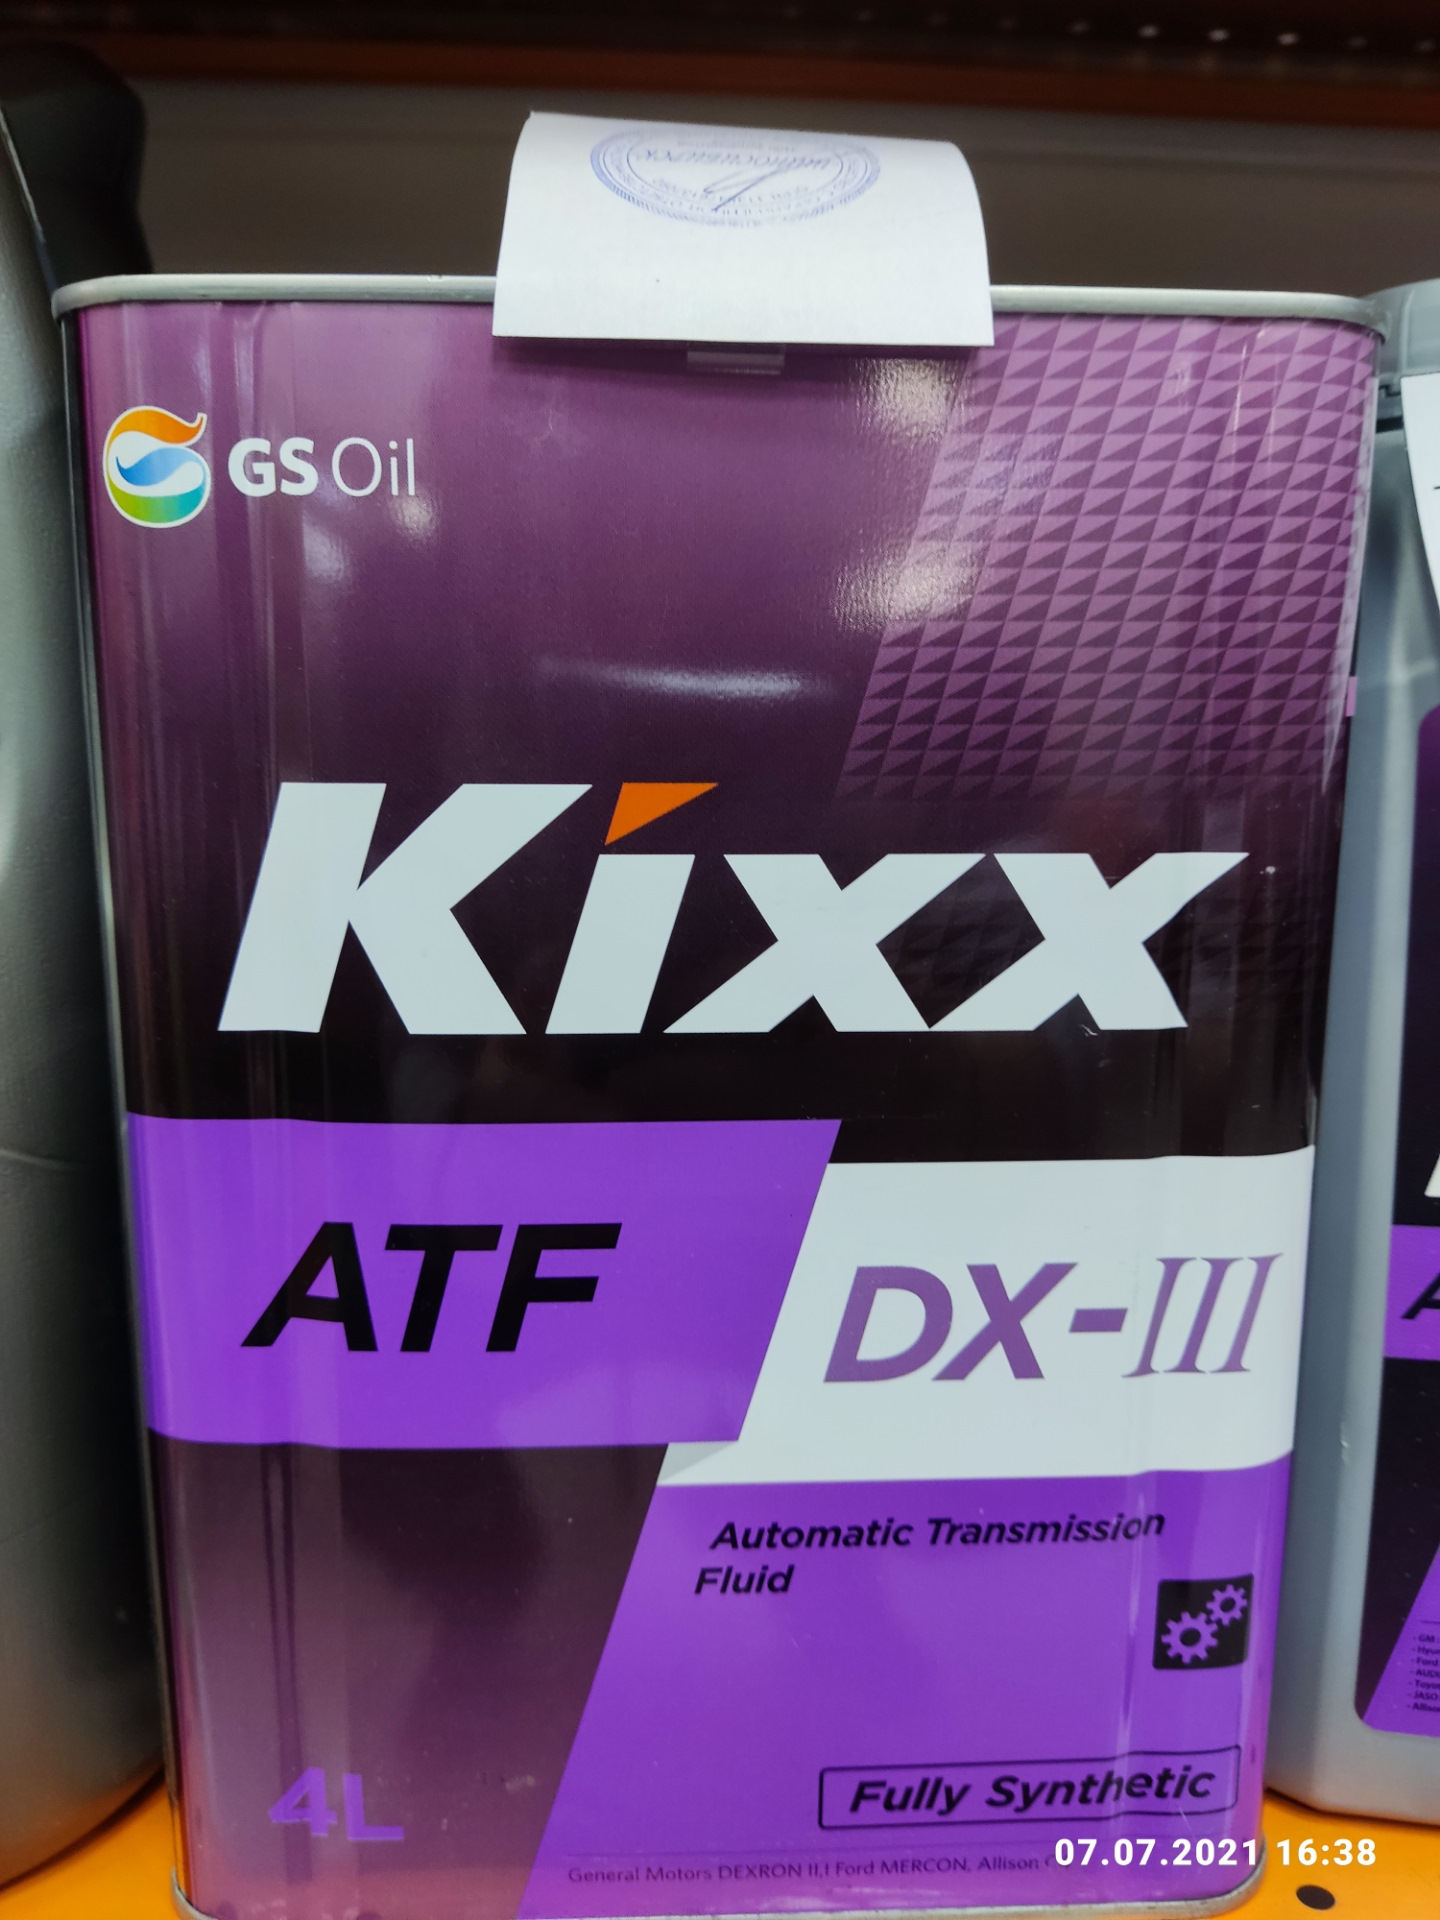 GS Oil
Kixx
ATF
DX-III
Automatic Transmission
Fluid
4L
Fully Synthetic
General Motors DEXRON II,I Ford MERCON, Allison
07.07.2021 16:38